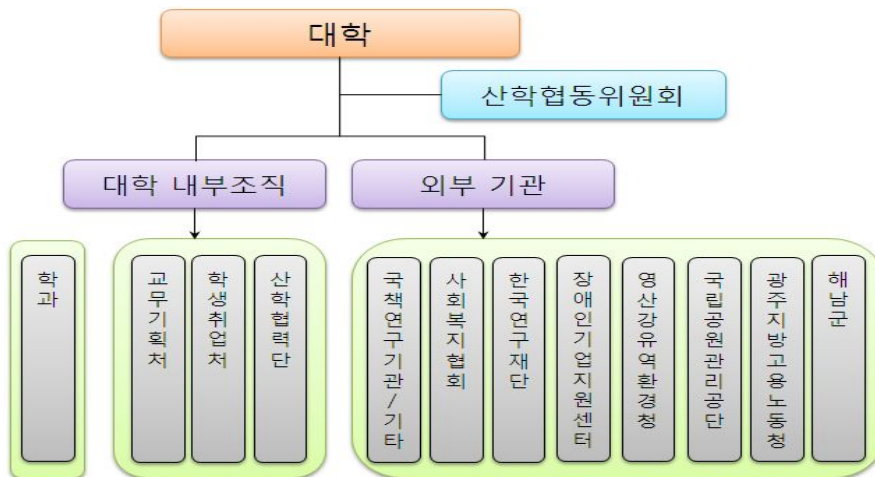 대학
산학협동위원회
대학 내부조직
외부 기관
학과
교무기획처
학생취업처
산학협력단
국책연구기관/기타
사회복지협회
한국연구재단
장애인기업지원센터
영산강유역환경청
국립공원관리공단
광주지방고용노동청
해남군